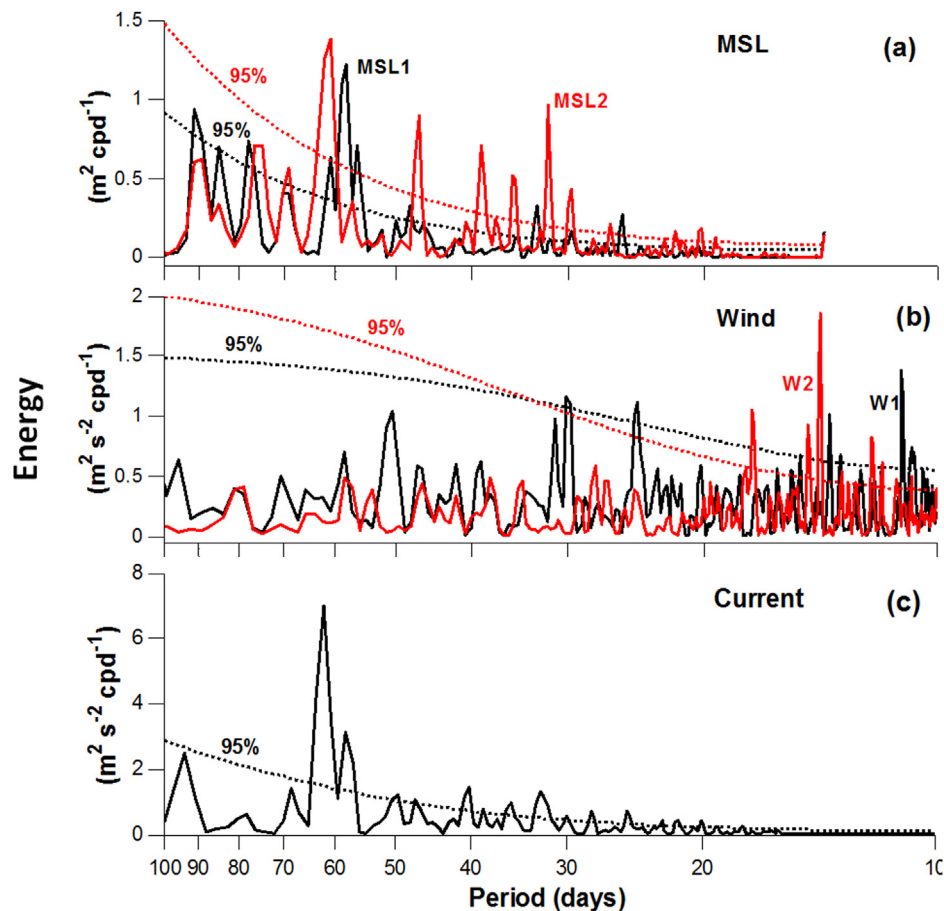 1.5
MSL
(a)
95%
MSL1
1
MSL2
95%
0.5
0
(m² cpd⁻¹)
2
Wind
(b)
95%
95%
1.5
W2
W1
1
0.5
0
(m² s⁻² cpd⁻¹)
Energy
8
Current
(c)
6
4
95%
2
0
(m² s⁻² cpd⁻¹)
100 90 80 70 60 50 40 30 20 10
Period (days)